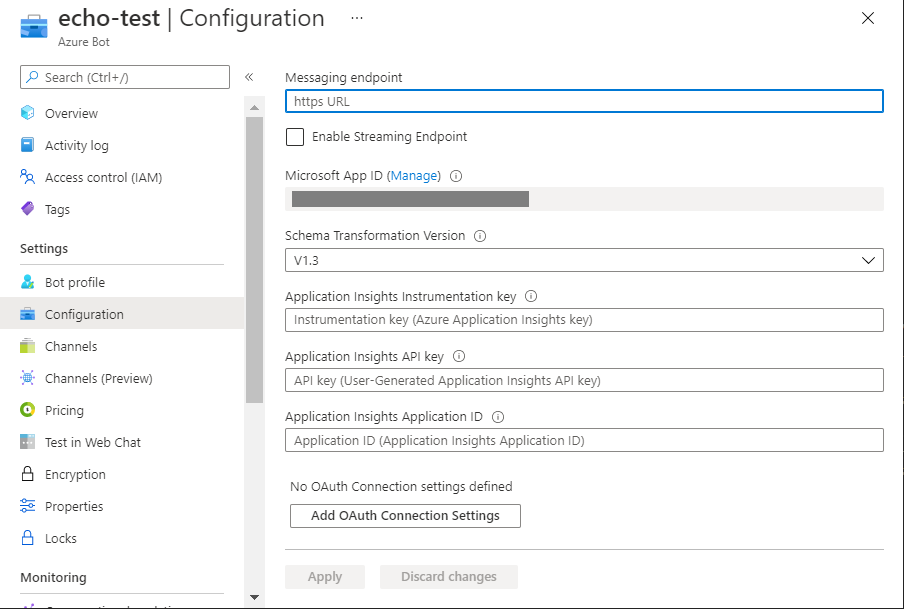 echo-test | Configuration ...
Azure Bot
Search (Ctrl+/)
«
Overview
Activity log
Access control (IAM)
Tags
Settings
Bot profile
Configuration
Channels
Channels (Preview)
Pricing
Test in Web Chat
Encryption
Properties
Locks
Monitoring
Messaging endpoint
https URL
Enable Streaming Endpoint
Microsoft App ID (Manage)
Schema Transformation Version
V1.3
Application Insights Instrumentation key
Instrumentation key (Azure Application Insights key)
Application Insights API key
API key (User-Generated Application Insights API key)
Application Insights Application ID
Application ID (Application Insights Application ID)
No OAuth Connection settings defined
Add OAuth Connection Settings
Apply
Discard changes